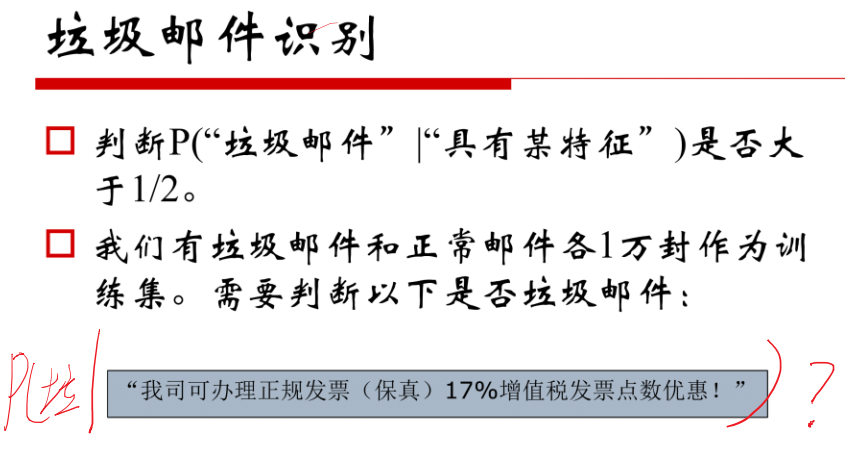 垃圾邮件识别
判断P(“垃圾邮件”|“具有某特征”)是否大
于1/2。
我们有垃圾邮件和正常邮件各1万封作为训
练集。需要判断以下是否垃圾邮件：
P(垃|“我司可办理正规发票（保真）17%增值税发票点数优惠！”)?